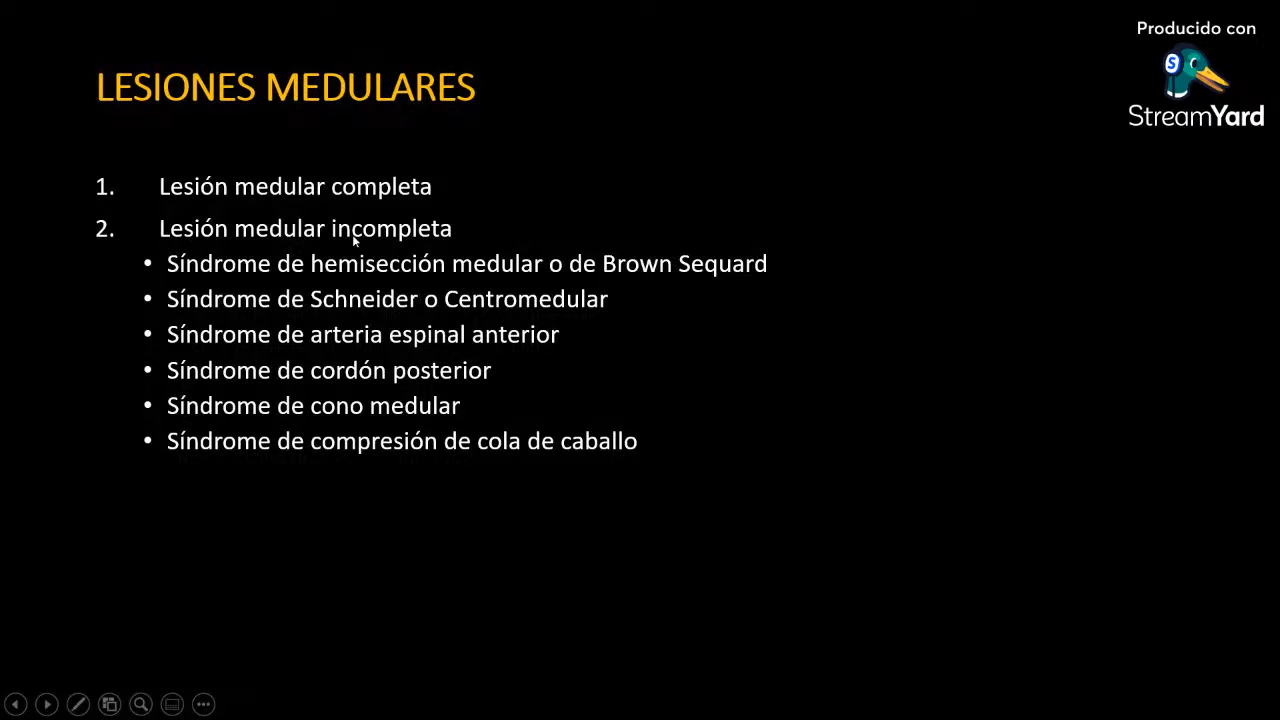 Producido con
StreamYard
LESIONES MEDULARES
1. Lesión medular completa
2. Lesión medular incompleta
• Síndrome de hemisección medular o de Brown Sequard
• Síndrome de Schneider o Centromedular
• Síndrome de arteria espinal anterior
• Síndrome de cordón posterior
• Síndrome de cono medular
• Síndrome de compresión de cola de caballo